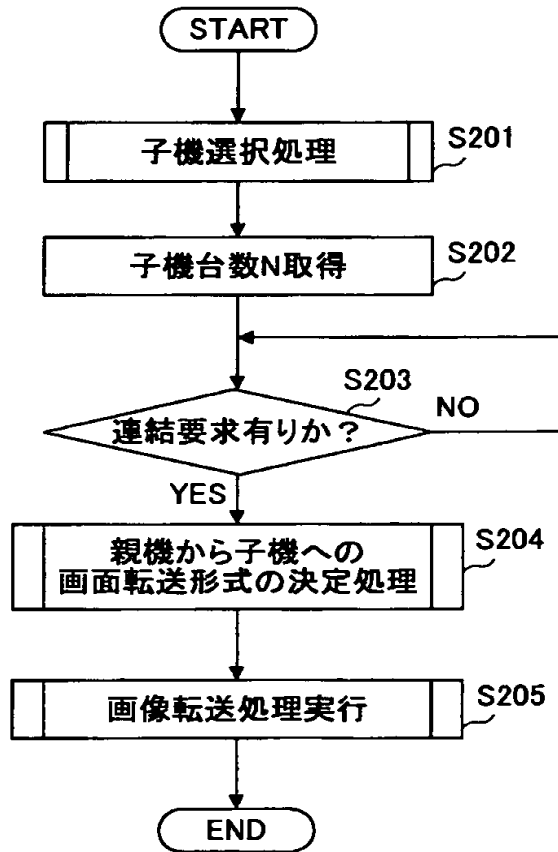 START
子機選択処理
S201
子機台数N取得
S202
S203
連結要求有りか?
NO
YES
親機から子機への
画面転送形式の決定処理
S204
画像転送処理実行
S205
END